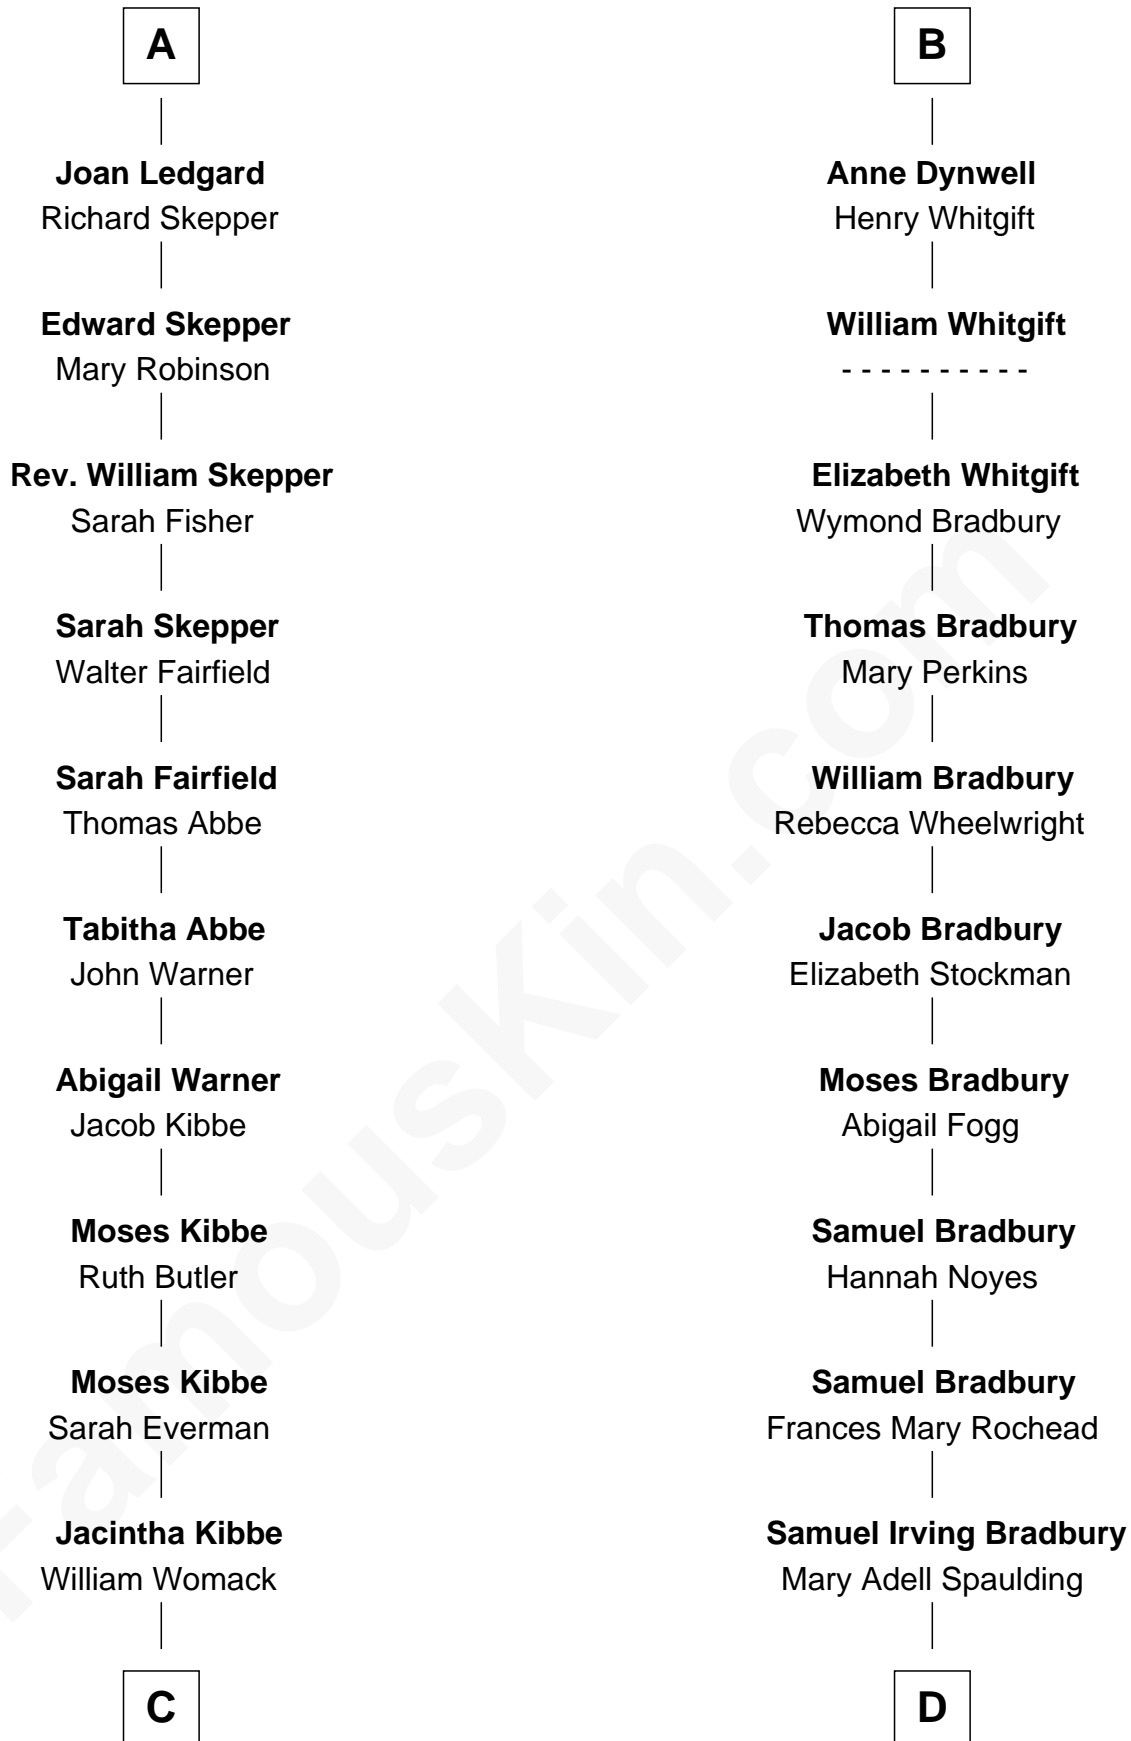 A
Joan Ledgard
Richard Skepper
Edward Skepper
Mary Robinson
Rev. William Skepper
Sarah Fisher
Sarah Skepper
Walter Fairfield
Sarah Fairfield
Thomas Abbe
Tabitha Abbe
John Warner
Abigail Warner
Jacob Kibbe
Moses Kibbe
Ruth Butler
Moses Kibbe
Sarah Everman
Jacintha Kibbe
William Womack
C
B
Anne Dynwell
Henry Whitgift
William Whitgift
- - - - - - - - - -
Elizabeth Whitgift
Wymond Bradbury
Thomas Bradbury
Mary Perkins
William Bradbury
Rebecca Wheelwright
Jacob Bradbury
Elizabeth Stockman
Moses Bradbury
Abigail Fogg
Samuel Bradbury
Hannah Noyes
Samuel Bradbury
Frances Mary Rochead
Samuel Irving Bradbury
Mary Adell Spaulding
D
FamousKin.com